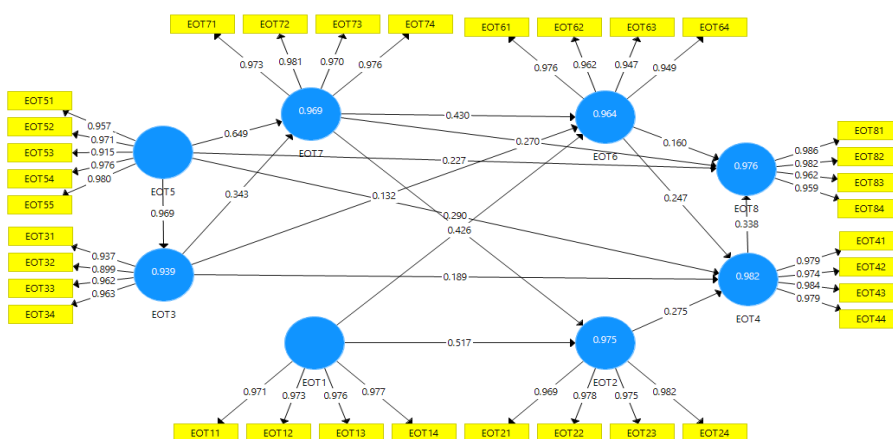 EOT71 EOT72 EOT73 EOT74
EOT61 EOT62 EOT63 EOT64
0.973 0.981 0.970 0.976
0.976 0.962 0.947 0.949
EOT51
EOT52
EOT53
EOT54
EOT55
0.957
0.971
0.915
0.976
0.980
EOT5
0.969
EOT7
0.964
EOT6
0.649
0.430
0.270
0.160
0.227
0.976
EOT8
0.986
0.982
0.962
0.959
EOT81
EOT82
EOT83
EOT84
0.969
0.343
0.132
0.290
0.426
0.247
0.338
EOT31
EOT32
EOT33
EOT34
0.937
0.899
0.962
0.963
0.939
EOT3
0.189
0.982
EOT4
0.979
0.974
0.984
0.979
EOT41
EOT42
EOT43
EOT44
0.275
EOT1
0.517
0.975
EOT2
0.971 0.973 0.976 0.977
0.969 0.978 0.975 0.982
EOT11 EOT12 EOT13 EOT14
EOT21 EOT22 EOT23 EOT24